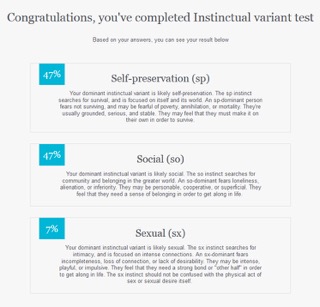 Congratulations, you've completed Instinctual variant test
Based on your answers, you can see your result below
47%
Self-preservation (sp)
Your dominant instinctual variant is likely self-preservation. The sp instinct
searches for survival, and is focused on itself and its world. An sp-dominant person
fears not surviving, and may be fearful of poverty, annihilation, or mortality. They're
usually grounded, serious, and stable. They may feel that they must make it on
their own in order to survive.
47%
Social (so)
Your dominant instinctual variant is likely social. The so instinct searches for
community and belonging in the greater world. An so-dominant fears loneliness,
alienation, or inferiority. They may be personable, cooperative, or superficial. They
feel that they need a sense of belonging in order to get along in life.
7%
Sexual (sx)
Your dominant instinctual variant is likely sexual. The sx instinct searches for
intimacy, and is focused on intense connections. An sx-dominant fears
incompleteness, loss of connection, or lack of desirability. They may be intense,
playful, or impulsive. They feel that they need a strong bond or "other half" in order
to get along in life. The sx instinct should not be confused with the physical act of
sex or sexual desire itself.